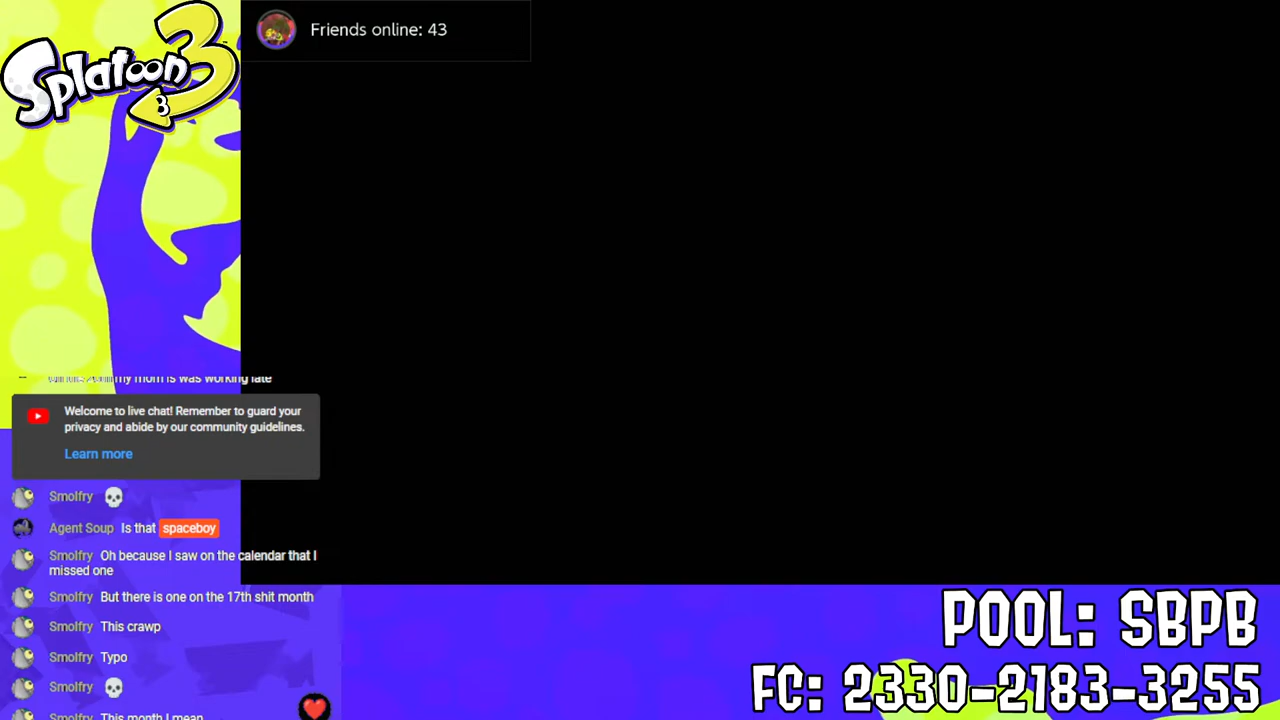 Splatoon 3
3
Friends online: 43
my mom is was working late
Welcome to live chat! Remember to guard your
privacy and abide by our community guidelines.
Learn more
Smolfry
Agent Soup Is that spaceboy
Smolfry Oh because I saw on the calendar that I
missed one
Smolfry But there is one on the 17th shit month
Smolfry This crawp
Smolfry Typo
Smolfry
Smolfry This month I mean
POOL: SBPB
FC: 2330-2183-3255